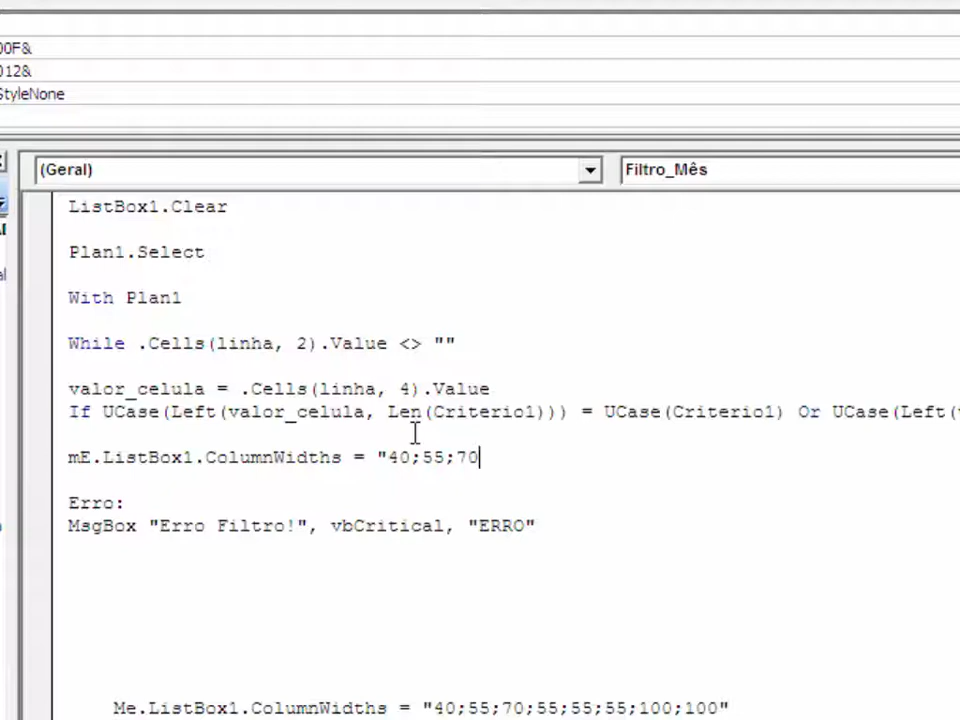 00F&
012&
StyleNone
(Geral)
Filtro_Mês
ListBox1.Clear
Plan1.Select
With Plan1
While .Cells(linha, 2).Value <> ""
valor_celula = .Cells(linha, 4).Value
If UCase(Left(valor_celula, Len(Criterio1))) = UCase(Criterio1) Or UCase(Left(
mE.ListBox1.ColumnWidths = "40;55;70
Erro:
MsgBox "Erro Filtro!", vbCritical, "ERRO"
Me.ListBox1.ColumnWidths = "40;55;70;55;55;55;100;100"